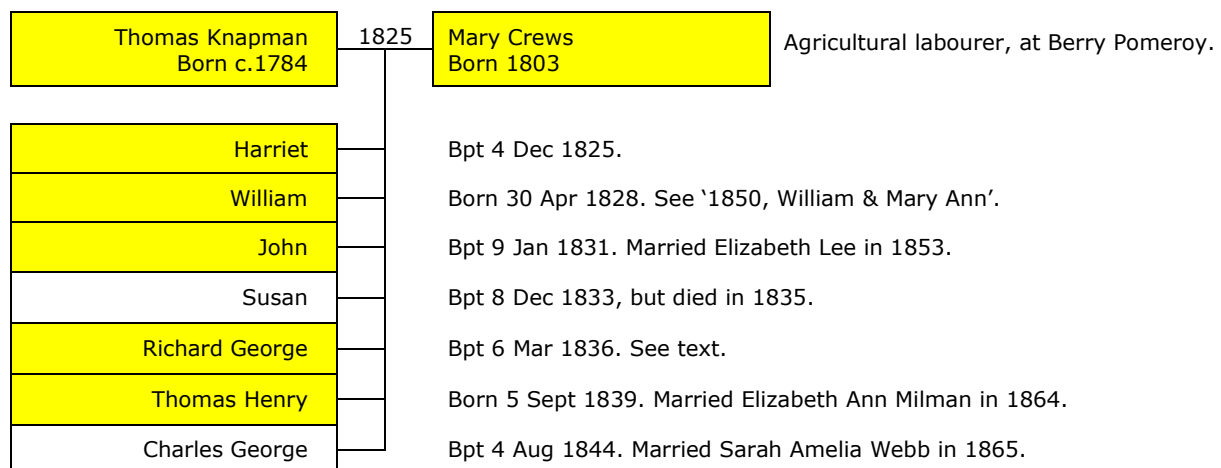 Thomas Knapman 1825 Mary Crews Agricultural labourer, at Berry Pomeroy.
Born c.1784 Born 1803
Harriet Bpt 4 Dec 1825.
William Born 30 Apr 1828. See ‘1850, William & Mary Ann’.
John Bpt 9 Jan 1831. Married Elizabeth Lee in 1853.
Susan Bpt 8 Dec 1833, but died in 1835.
Richard George Bpt 6 Mar 1836. See text.
Thomas Henry Born 5 Sept 1839. Married Elizabeth Ann Milman in 1864.
Charles George Bpt 4 Aug 1844. Married Sarah Amelia Webb in 1865.